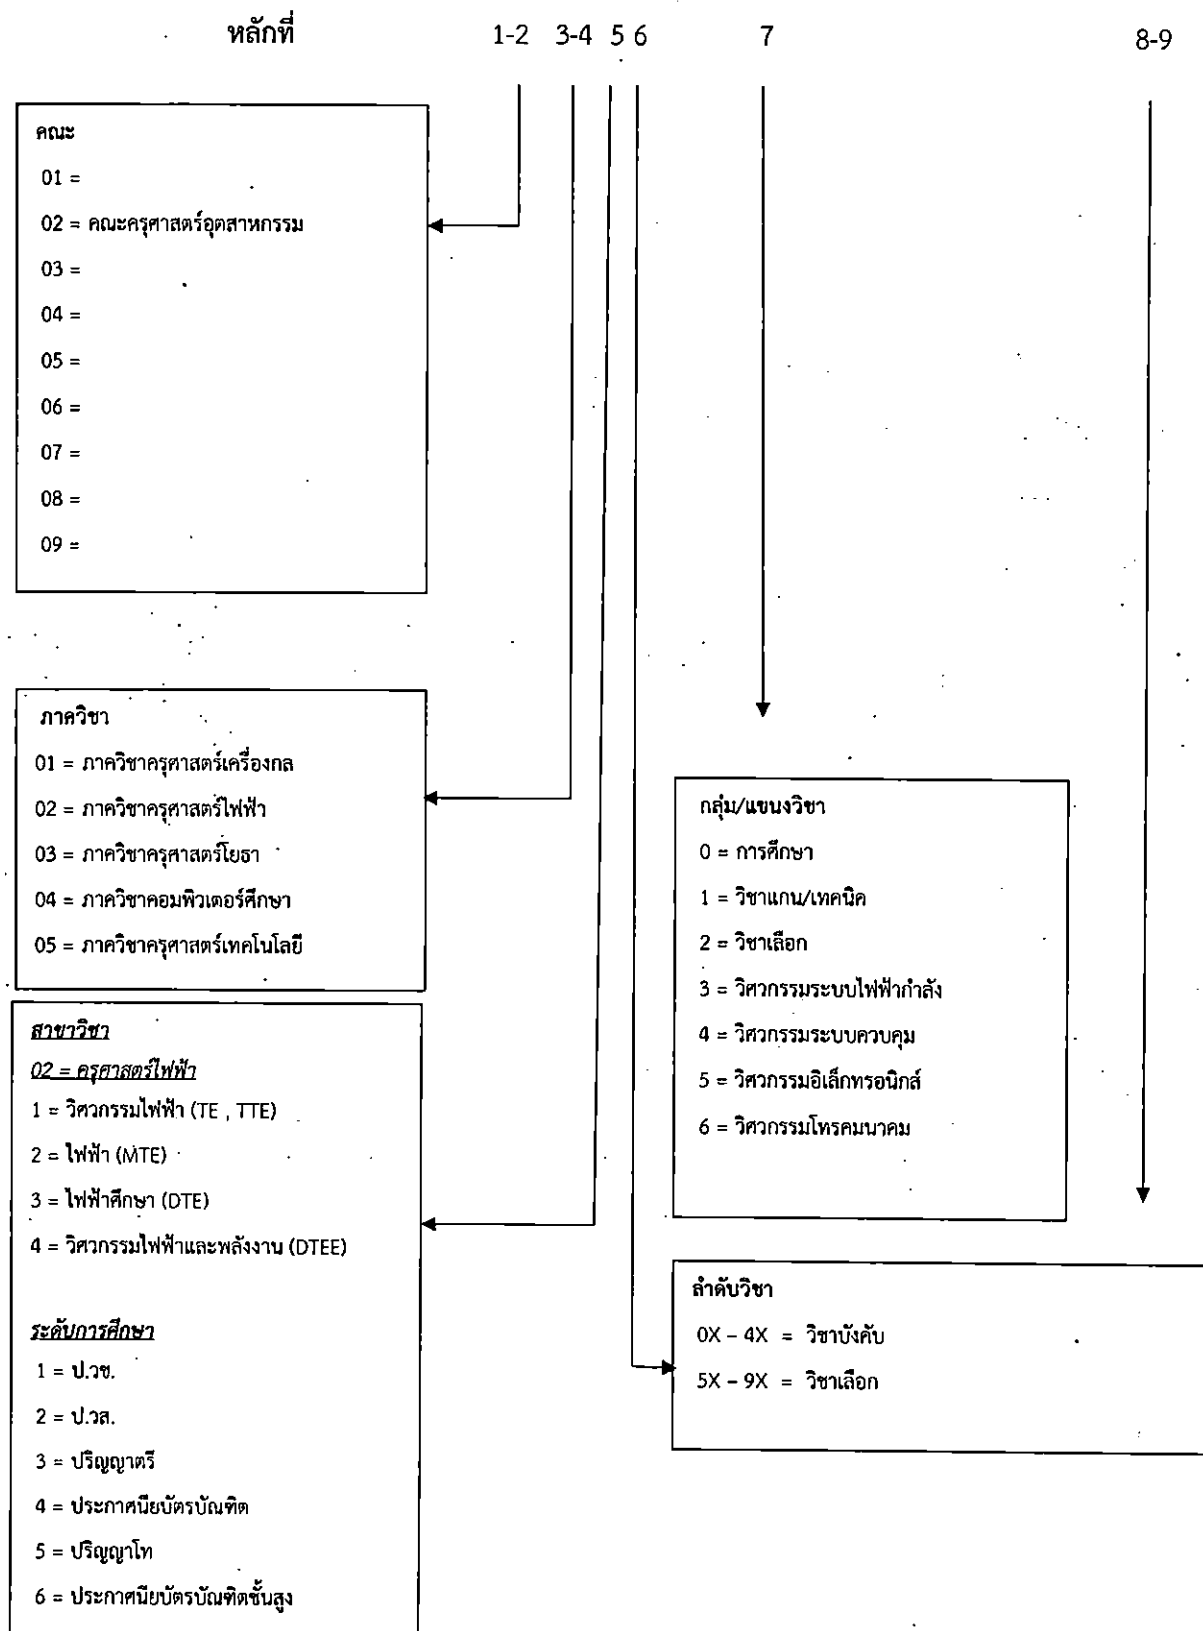 หลักที่ 1-2 3-4 5 6 7 8-9
คณะ
01 =
02 = คณะครุศาสตร์อุตสาหกรรม
03 =
04 =
05 =
06 =
07 =
08 =
09 =
ภาควิชา
01 = ภาควิชาครุศาสตร์เครื่องกล
02 = ภาควิชาครุศาสตร์ไฟฟ้า
03 = ภาควิชาครุศาสตร์โยธา
04 = ภาควิชาคอมพิวเตอร์ศึกษา
05 = ภาควิชาครุศาสตร์เทคโนโลยี
กลุ่ม/แขนงวิชา
0 = การศึกษา
1 = วิชาแกน/เทคนิค
2 = วิชาเลือก
3 = วิศวกรรมระบบไฟฟ้ากำลัง
4 = วิศวกรรมระบบควบคุม
5 = วิศวกรรมอิเล็กทรอนิกส์
6 = วิศวกรรมโทรคมนาคม
สาขาวิชา
02 = ครุศาสตร์ไฟฟ้า
1 = วิศวกรรมไฟฟ้า (TE , TTE)
2 = ไฟฟ้า (MTE)
3 = ไฟฟ้าศึกษา (DTE)
4 = วิศวกรรมไฟฟ้าและพลังงาน (DTEE)
ระดับการศึกษา
1 = ป.วช.
2 = ป.วส.
3 = ปริญญาตรี
4 = ประกาศนียบัตรบัณฑิต
5 = ปริญญาโท
6 = ประกาศนียบัตรบัณฑิตชั้นสูง
ลำดับวิชา
0X – 4X = วิชาบังคับ
5X – 9X = วิชาเลือก